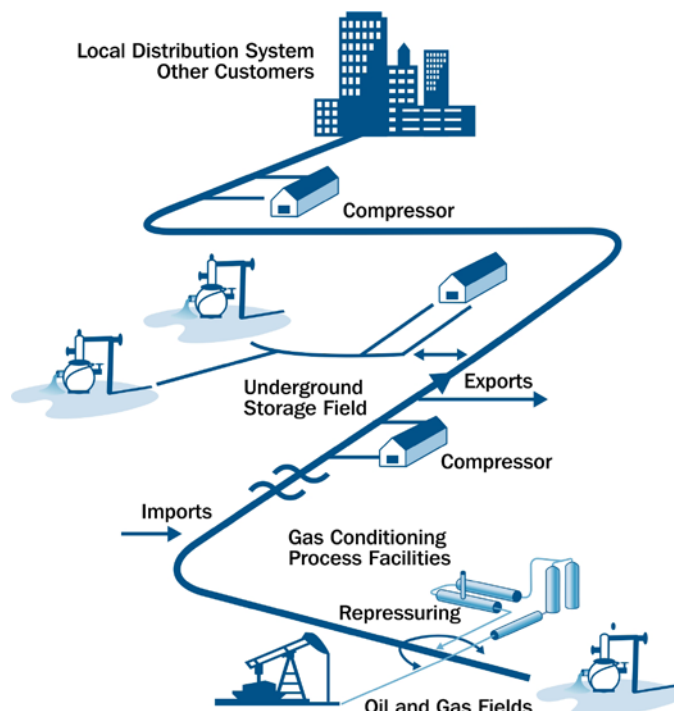 Local Distribution System
Other Customers
Compressor
Underground
Storage Field
Exports
Compressor
Imports
Gas Conditioning
Process Facilities
Repressuring
Oil and Gas Fields